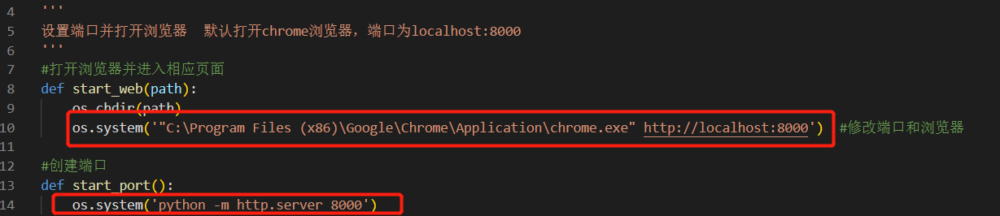 4 '''
5 设置端口并打开浏览器  默认打开chrome浏览器，端口为localhost:8000
6 '''
7 #打开浏览器并进入相应页面
8 def start_web(path):
9     os.chdir(path)
10     os.system('"C:\Program Files (x86)\Google\Chrome\Application\chrome.exe" http://localhost:8000')  #修改端口和浏览器
11
12 #创建端口
13 def start_port():
14     os.system('python -m http.server 8000')